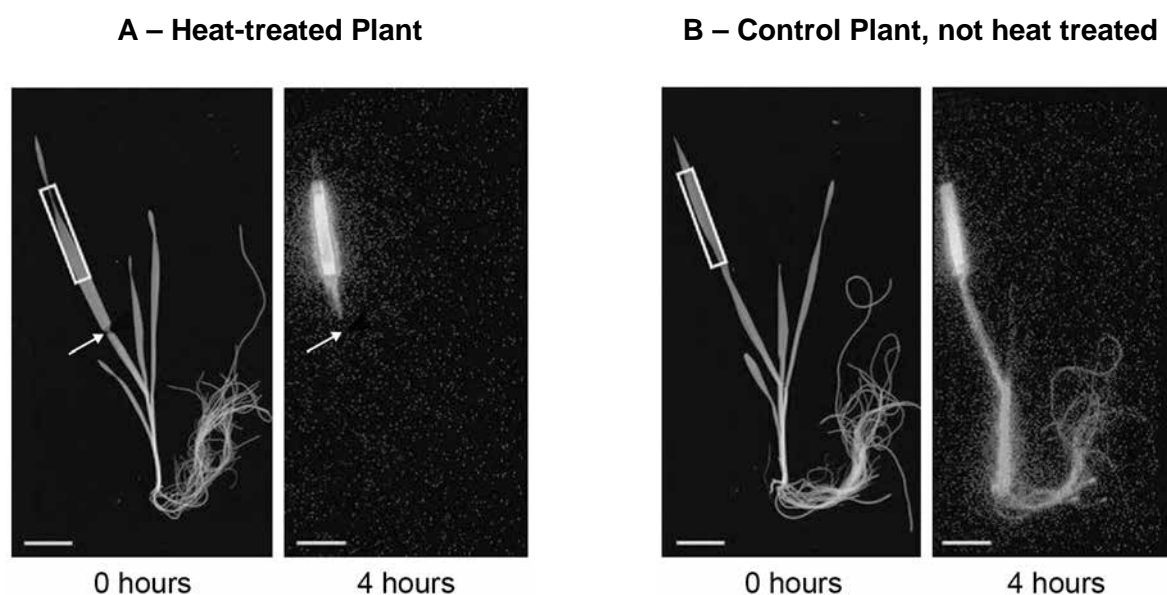 A – Heat-treated Plant
B – Control Plant, not heat treated
0 hours
4 hours
0 hours
4 hours